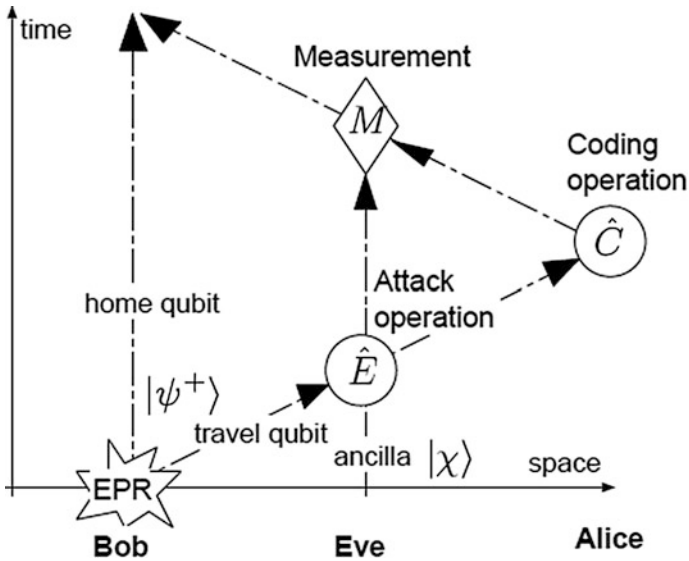 time
Measurement
M
Coding
operation
Ĉ
home qubit
Attack
operation
Ê
|ψ⁺⟩
travel qubit
ancilla |χ⟩
space
EPR
Bob
Eve
Alice